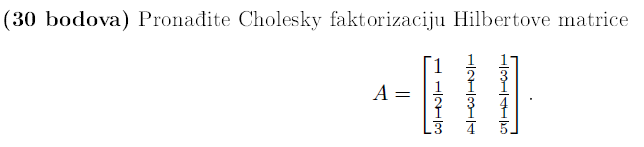 (30 bodova) Pronađite Cholesky faktorizaciju Hilbertove matrice
A = [1 1/2 1/3
1/2 1/3 1/4
1/3 1/4 1/5] .